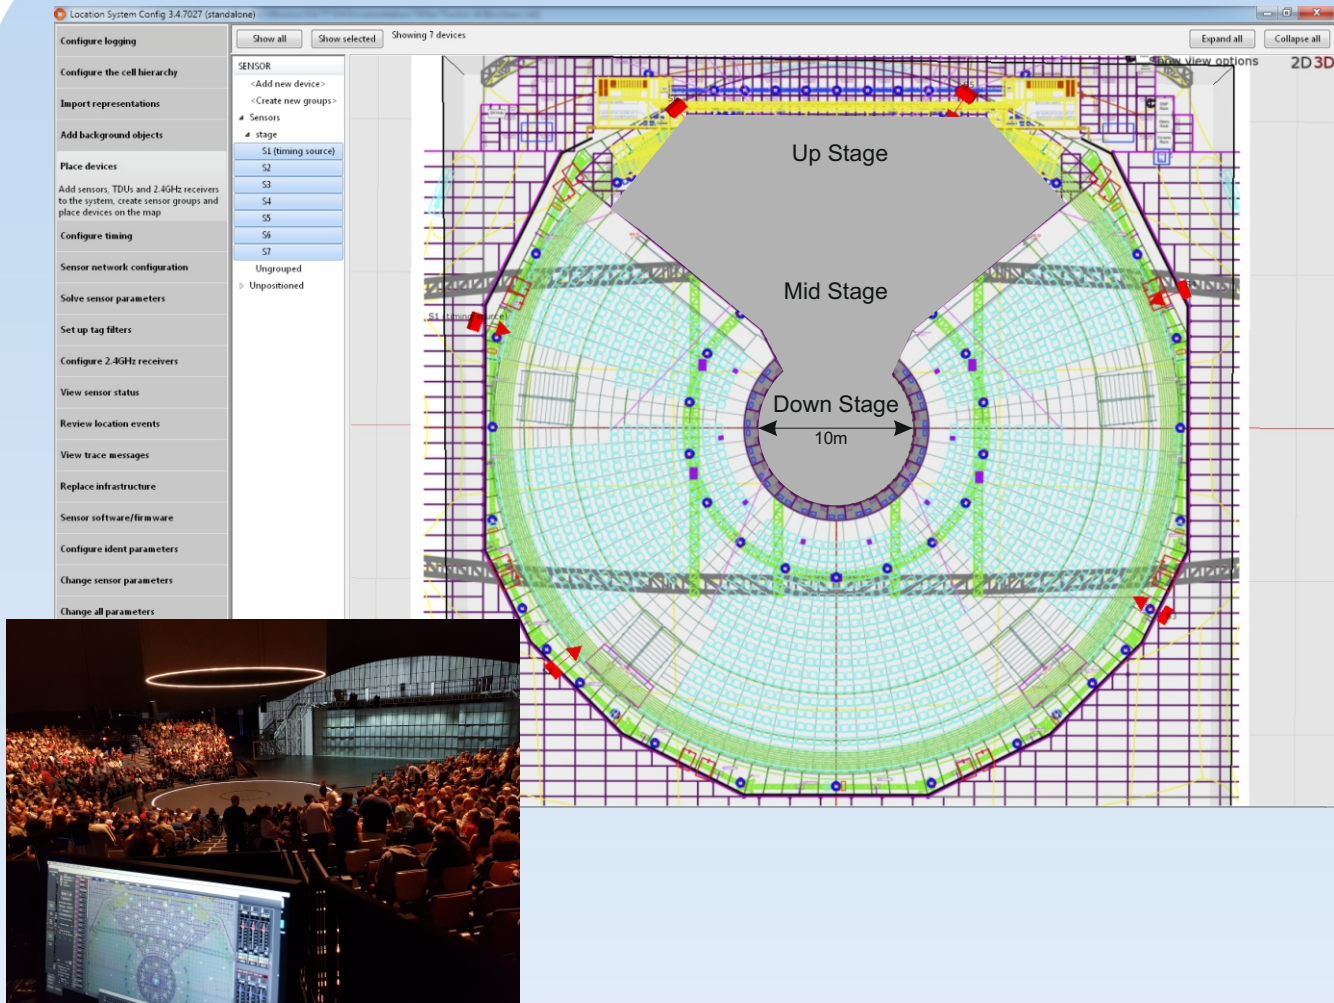 Location System Config 3.4.7027 (standalone)
Configure logging
Configure the cell hierarchy
Import representations
Add background objects
Place devices
Add sensors, TDUs and 2.4GHz receivers
to the system, create sensor groups and
place devices on the map
Configure timing
Sensor network configuration
Solve sensor parameters
Set up tag filters
Configure 2.4GHz receivers
View sensor status
Review location events
View trace messages
Replace infrastructure
Sensor software/firmware
Configure ident parameters
Change sensor parameters
Change all parameters
Show all
Show selected
Showing 7 devices
Expand all
Collapse all
SENSOR
<Add new device>
<Create new groups>
Sensors
stage
S1 (timing source)
S2
S3
S4
S5
S6
S7
Ungrouped
Unpositioned
Show view options
2D 3D
Up Stage
Mid Stage
S1 (timing source)
Down Stage
10m